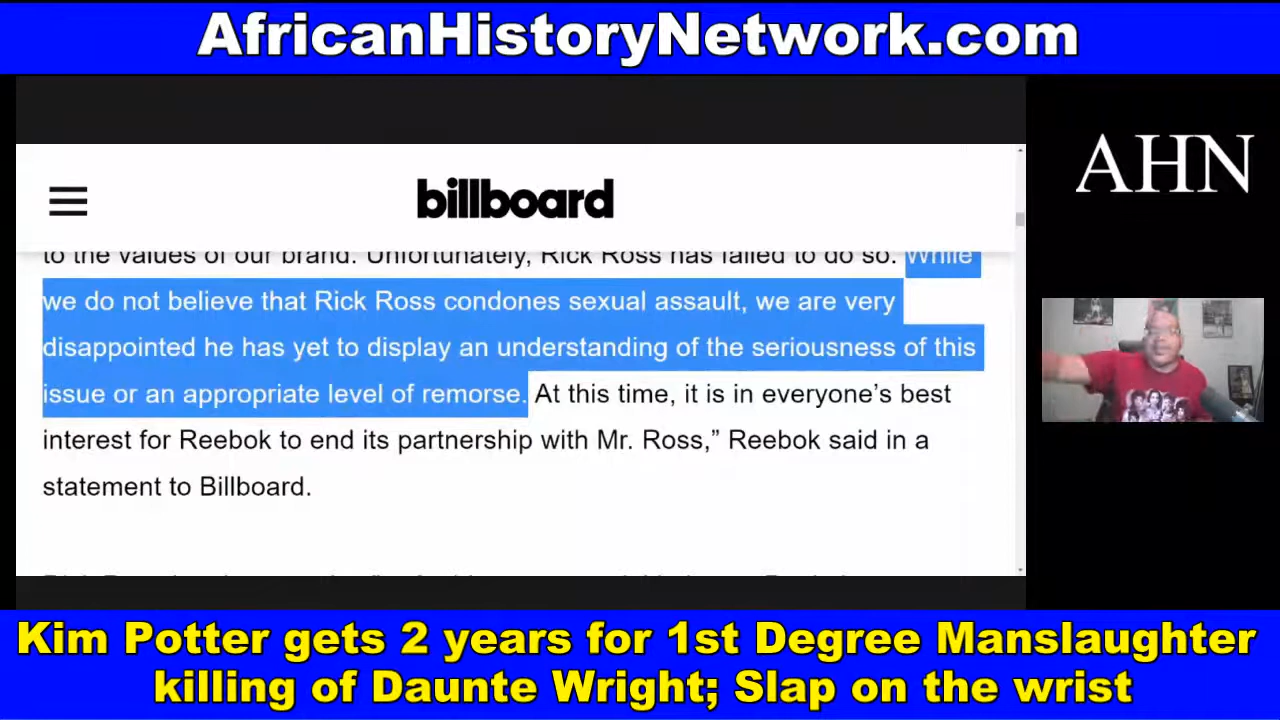 AfricanHistoryNetwork.com
AHN
billboard
to the values of our brand. Unfortunately, Rick Ross has failed to do so. While
we do not believe that Rick Ross condones sexual assault, we are very
disappointed he has yet to display an understanding of the seriousness of this
issue or an appropriate level of remorse. At this time, it is in everyone’s best
interest for Reebok to end its partnership with Mr. Ross,” Reebok said in a
statement to Billboard.
Kim Potter gets 2 years for 1st Degree Manslaughter
killing of Daunte Wright; Slap on the wrist